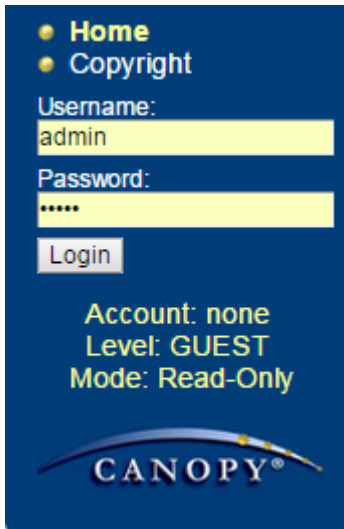 Home
Copyright
Username:
admin
Password:
•••••
Login
Account: none
Level: GUEST
Mode: Read-Only
CANOPY®